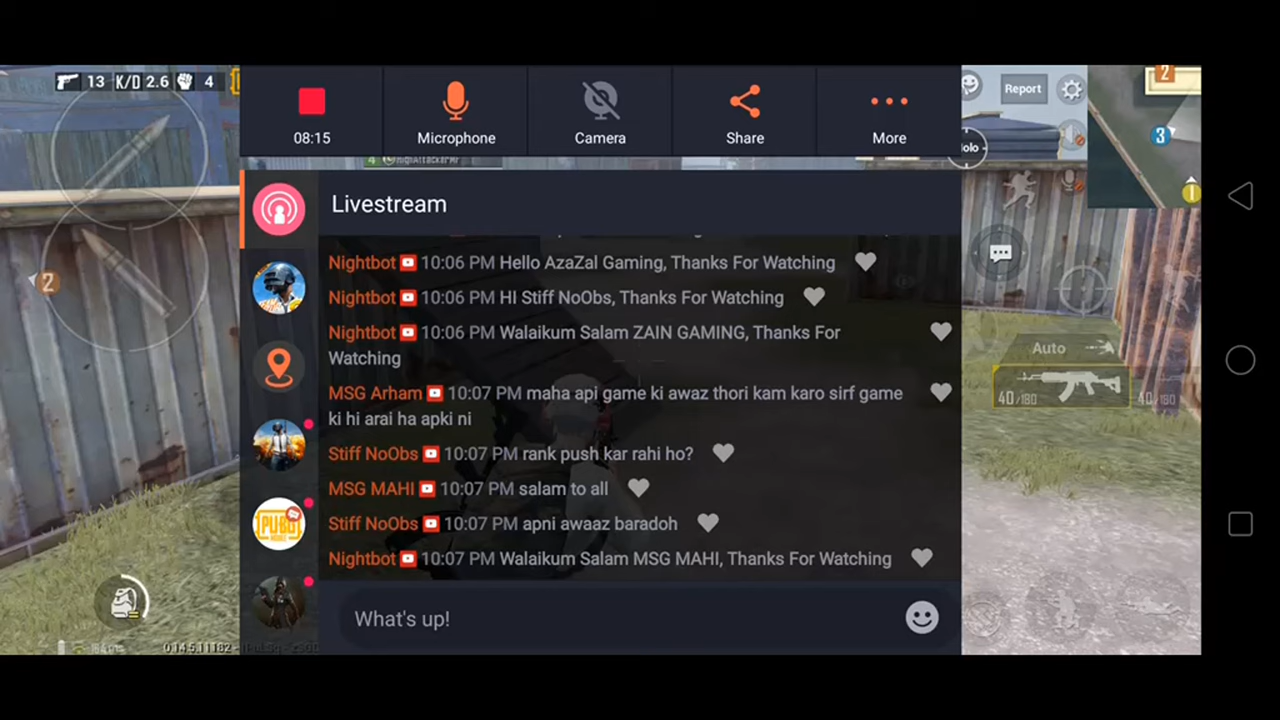 13 K/D 2.6 4
2
Report
3
1
2
08:15
Microphone
Camera
Share
More
Livestream
Nightbot 10:06 PM Hello AzaZal Gaming, Thanks For Watching
Nightbot 10:06 PM HI Stiff NoObs, Thanks For Watching
Nightbot 10:06 PM Walaikum Salam ZAIN GAMING, Thanks For
Watching
MSG Arham 10:07 PM maha api game ki awaz thori kam karo sirf game
ki hi arai ha apki ni
Stiff NoObs 10:07 PM rank push kar rahi ho?
MSG MAHI 10:07 PM salam to all
Stiff NoObs 10:07 PM apni awaaz baradoh
Nightbot 10:07 PM Walaikum Salam MSG MAHI, Thanks For Watching
What's up!
Auto
40/180
40/180